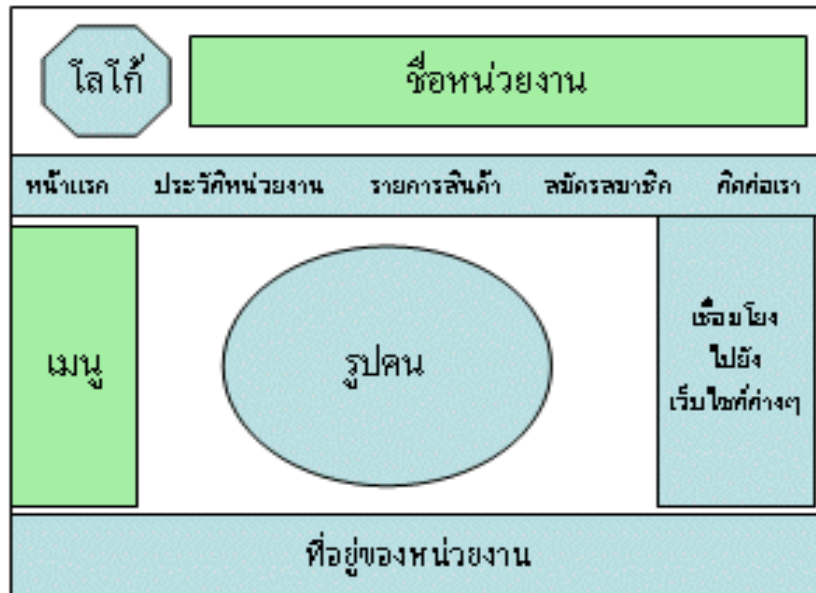 โลโก้
ชื่อหน่วยงาน
หน้าแรก ประวัติหน่วยงาน รายการสินค้า สมัครสมาชิก ติดต่อเรา
เมนู
รูปคน
เชื่อมโยง
ไปยัง
เว็บไซต์ต่างๆ
ที่อยู่ของหน่วยงาน